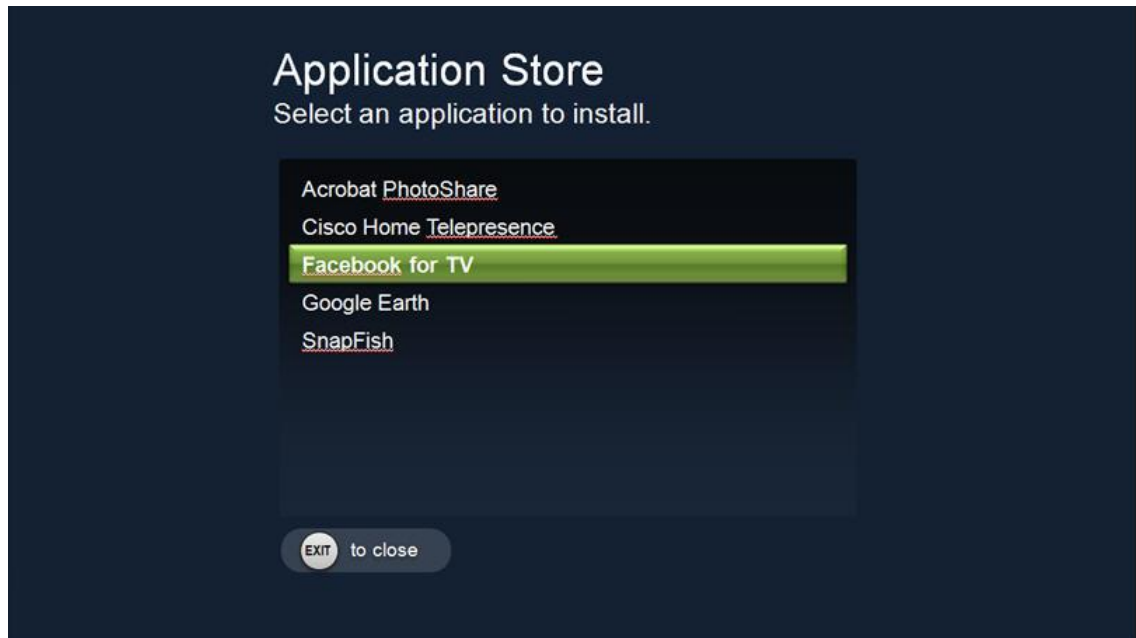 Application Store
Select an application to install.
Acrobat PhotoShare
Cisco Home Telepresence
Facebook for TV
Google Earth
SnapFish
EXIT to close